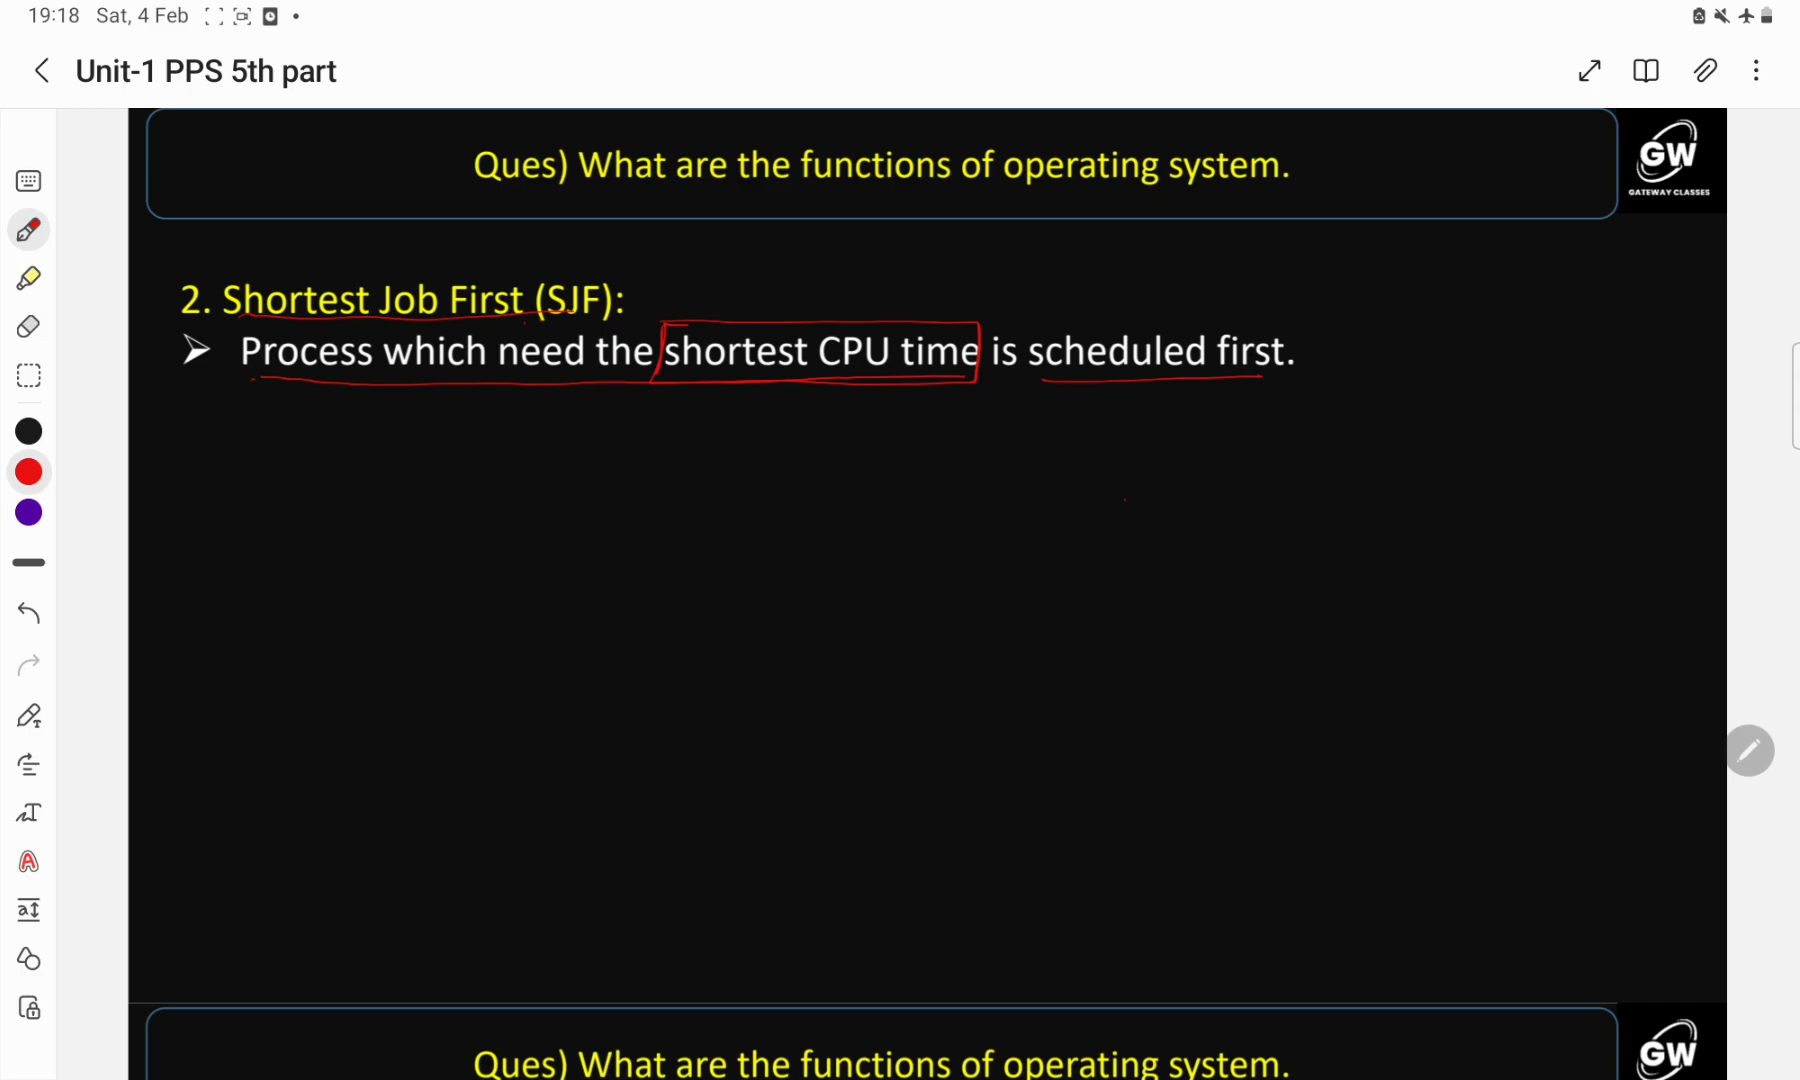 19:18 Sat, 4 Feb
Unit-1 PPS 5th part
Ques) What are the functions of operating system.
GW
GATEWAY CLASSES
2. Shortest Job First (SJF):
Process which need the shortest CPU time is scheduled first.
Ques) What are the functions of operating system.
GW